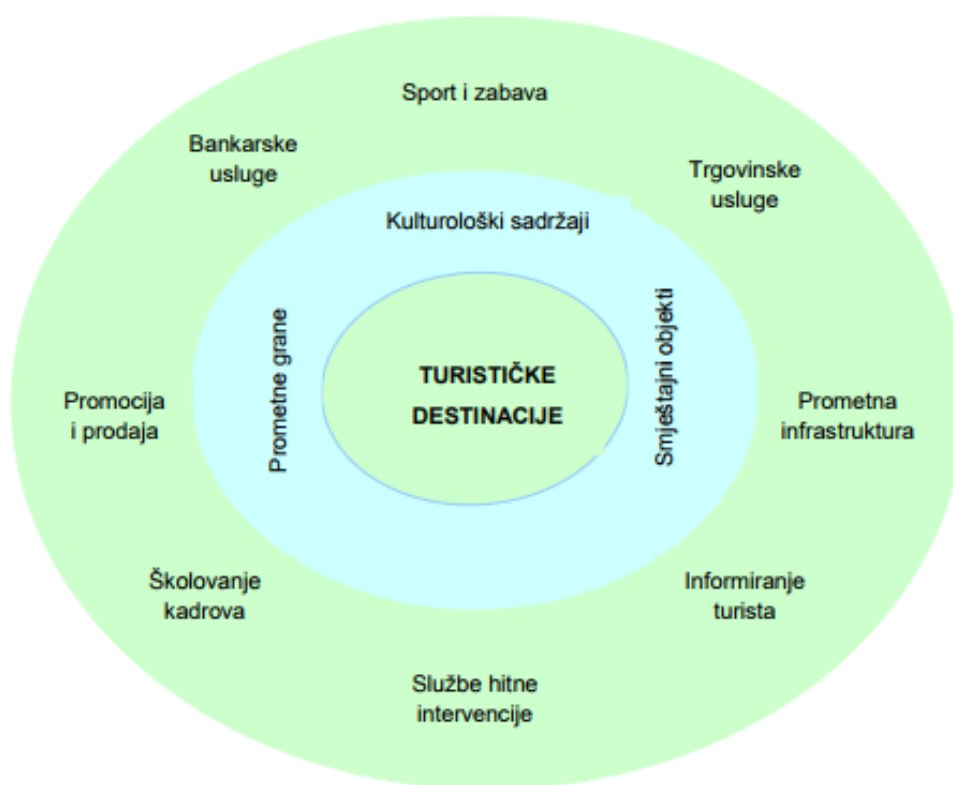 Sport i zabava
Bankarske
usluge
Trgovinske
usluge
Kulturološki sadržaji
Prometne grane
Smještajni objekti
TURISTIČKE
DESTINACIJE
Promocija
i prodaja
Prometna
infrastruktura
Školovanje
kadrova
Informiranje
turista
Službe hitne
intervencije